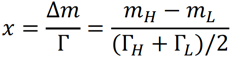 x = Δm / Γ = (m_H − m_L) / ((Γ_H + Γ_L)/2)